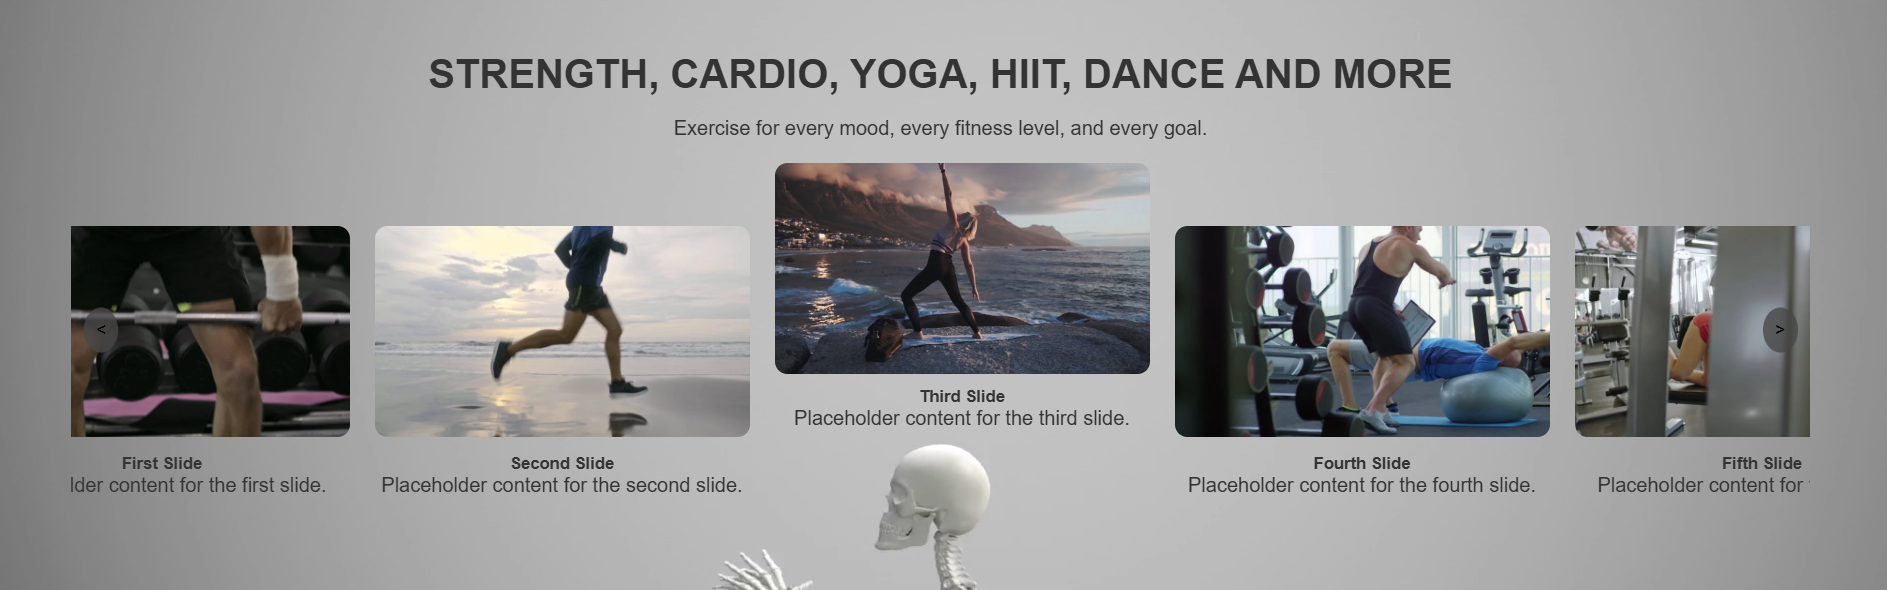 STRENGTH, CARDIO, YOGA, HIIT, DANCE AND MORE
Exercise for every mood, every fitness level, and every goal.
<
>
Third Slide
Placeholder content for the third slide.
First Slide
lder content for the first slide.
Second Slide
Placeholder content for the second slide.
Fourth Slide
Placeholder content for the fourth slide.
Fifth Slide
Placeholder content for